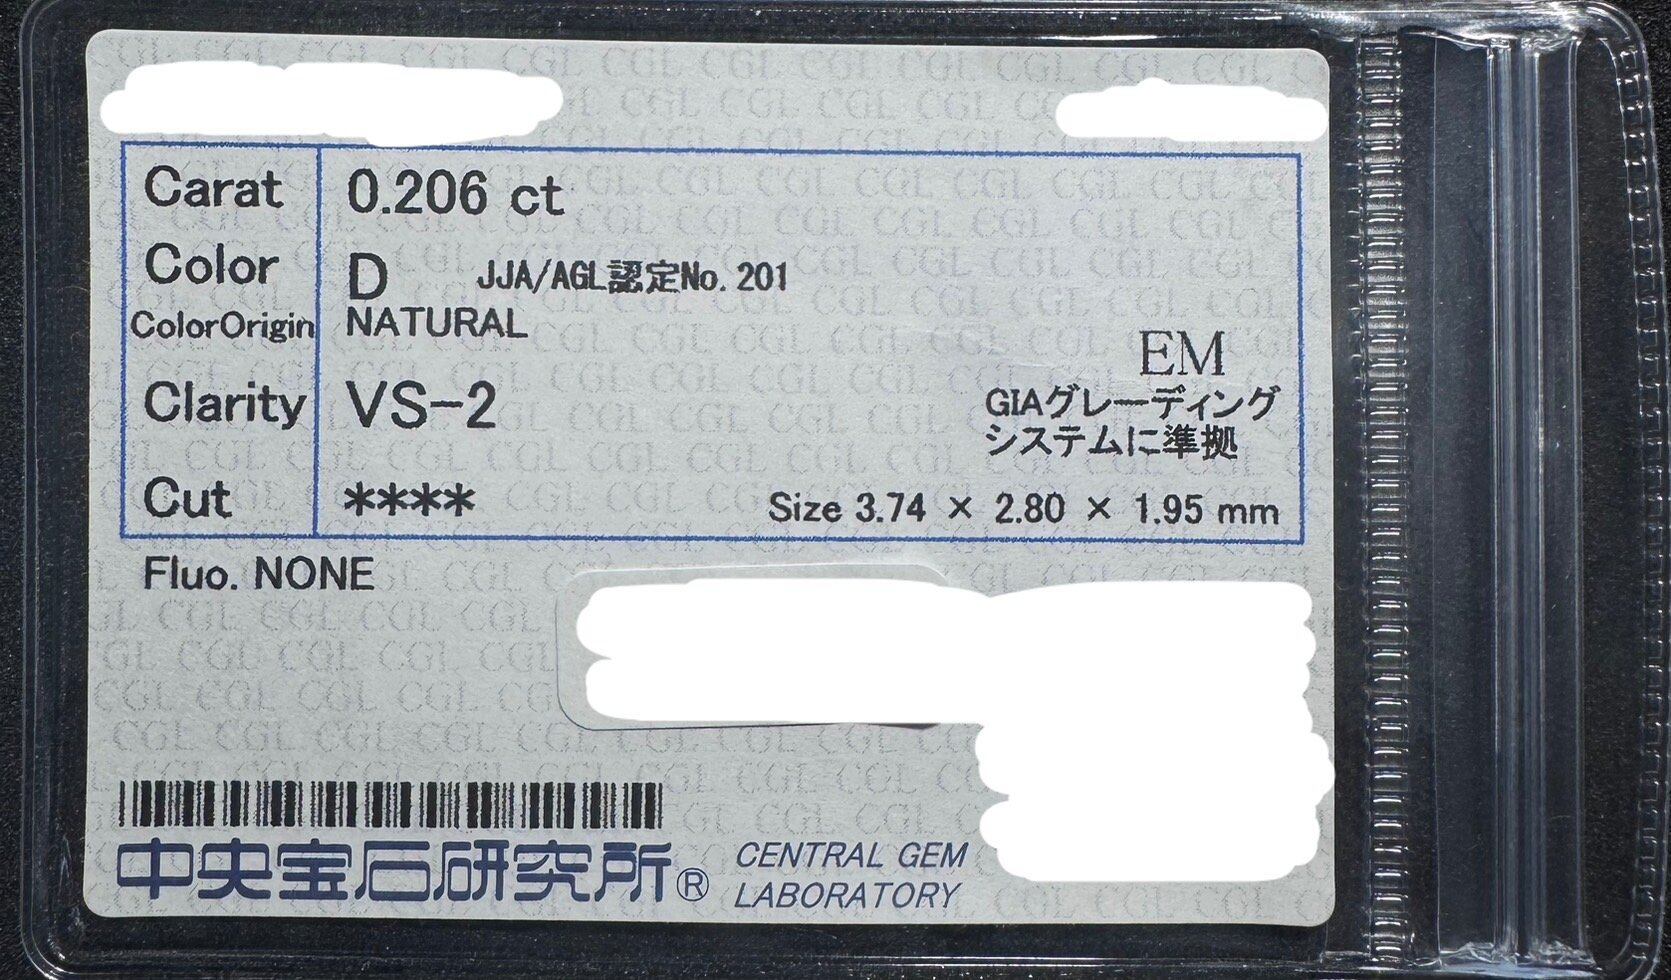 Carat 0.206 ct
Color D JJA/AGL認定No. 201
ColorOrigin NATURAL
EM
Clarity VS-2
GIAグレーディング
システムに準拠
Cut ****
Size 3.74 × 2.80 × 1.95 mm
Fluo. NONE
中央宝石研究所® CENTRAL GEM
LABORATORY